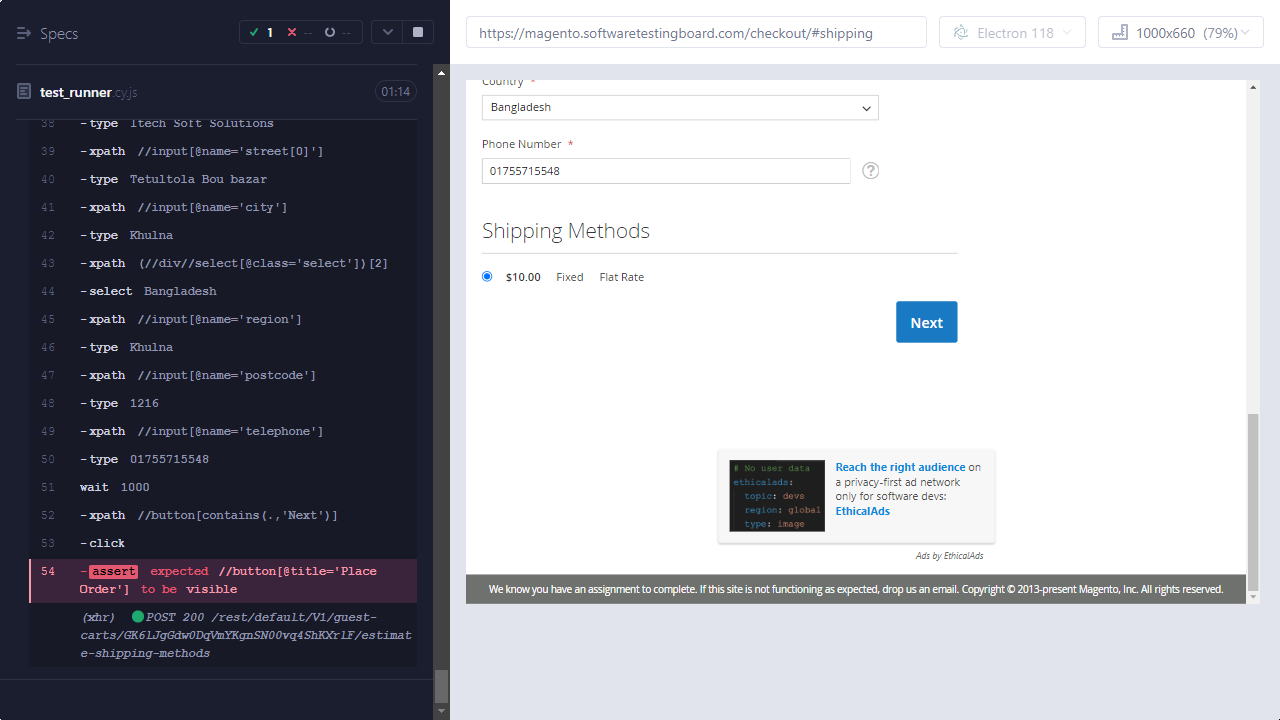 Specs
1
--
--
test_runner.cy.js
01:14
38 -type Itech Soft Solutions
39 -xpath //input[@name='street[0]']
40 -type Tetultola Bou bazar
41 -xpath //input[@name='city']
42 -type Khulna
43 -xpath (//div//select[@class='select'])[2]
44 -select Bangladesh
45 -xpath //input[@name='region']
46 -type Khulna
47 -xpath //input[@name='postcode']
48 -type 1216
49 -xpath //input[@name='telephone']
50 -type 01755715548
51 wait 1000
52 -xpath //button[contains(.,'Next')]
53 -click
54 -assert expected //button[@title='Place
Order'] to be visible
(xhr) POST 200 /rest/default/V1/guest-
carts/GK6lJgGdw0DqVmYKgnSN00vq4ShKXrlF/estimat
e-shipping-methods
https://magento.softwaretestingboard.com/checkout/#shipping
Electron 118
1000x660 (79%)
Country *
Bangladesh
Phone Number *
01755715548
?
Shipping Methods
$10.00 Fixed Flat Rate
Next
# No user data
ethicalads:
topic: devs
region: global
type: image
Reach the right audience on
a privacy-first ad network
only for software devs:
EthicalAds
Ads by EthicalAds
We know you have an assignment to complete. If this site is not functioning as expected, drop us an email. Copyright © 2013-present Magento, Inc. All rights reserved.